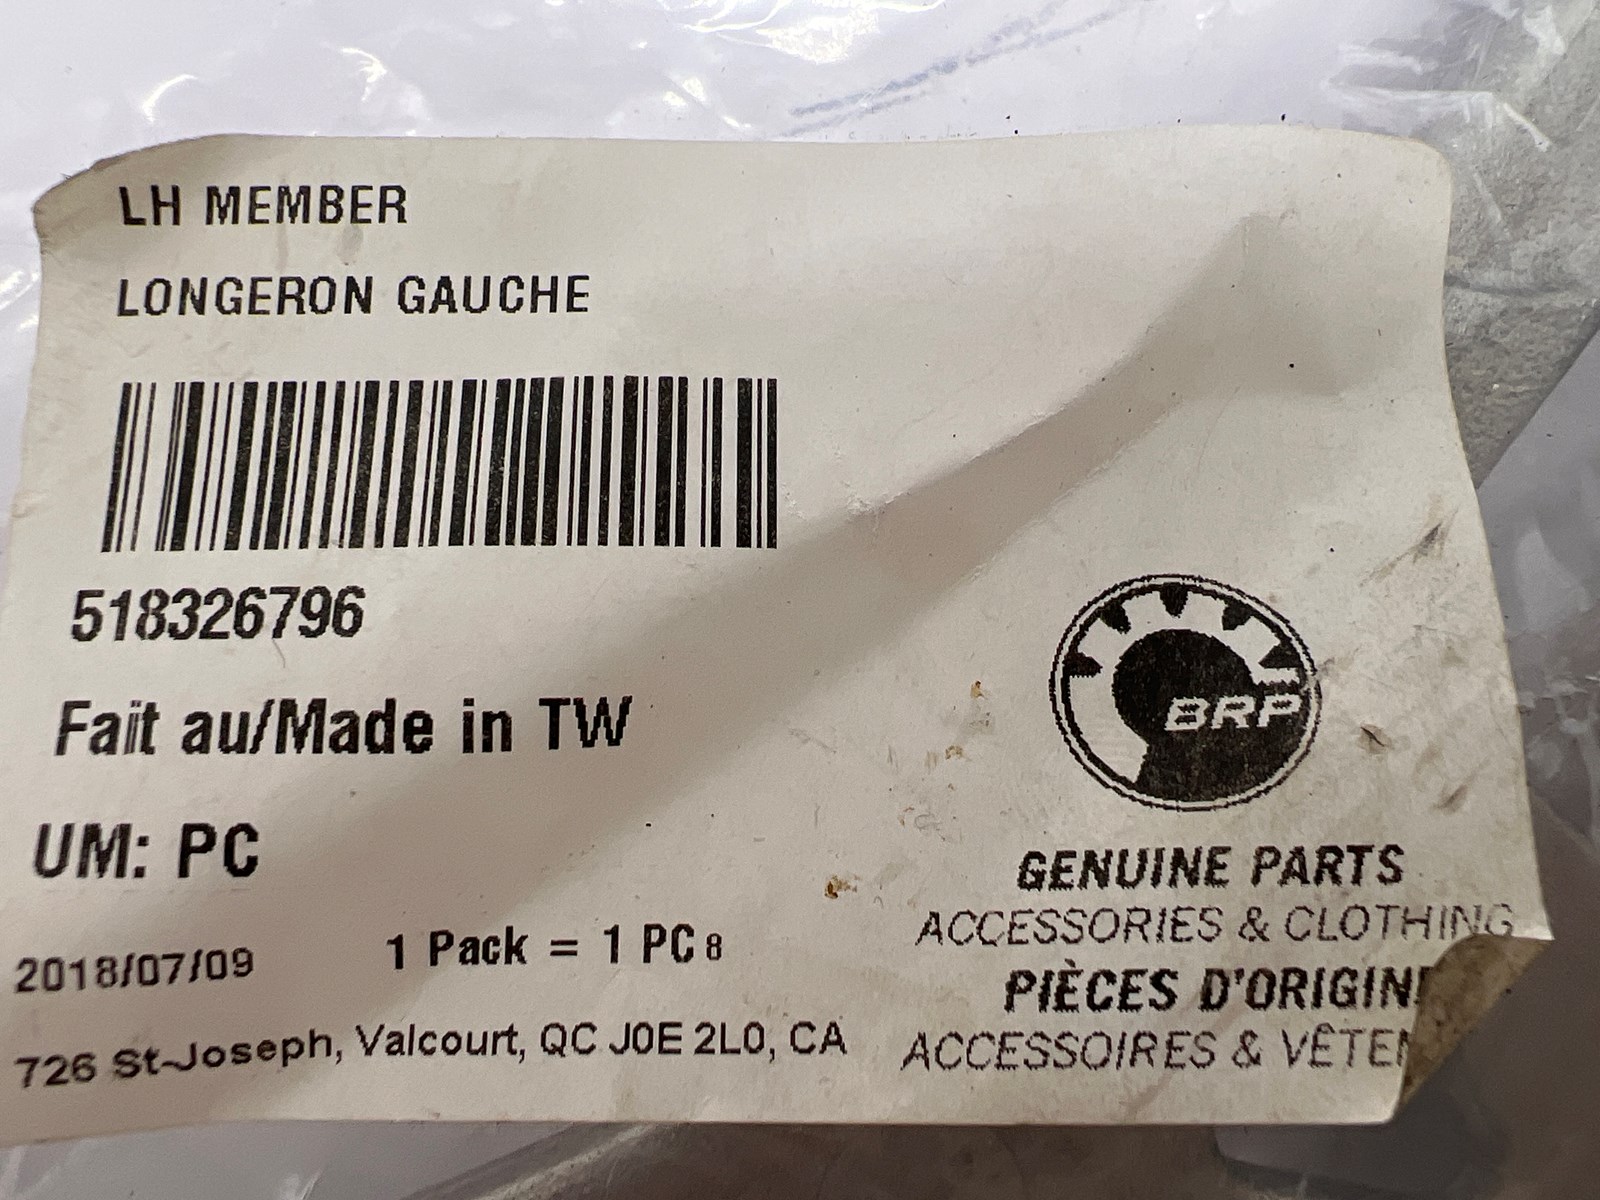 LH MEMBER
LONGERON GAUCHE
518326796
Fait au/Made in TW
UM: PC
2018/07/09 1 Pack = 1 PC 8
726 St-Joseph, Valcourt, QC J0E 2L0, CA
BRP
GENUINE PARTS
ACCESSORIES & CLOTHING
PIÈCES D'ORIGIN
ACCESSOIRES &